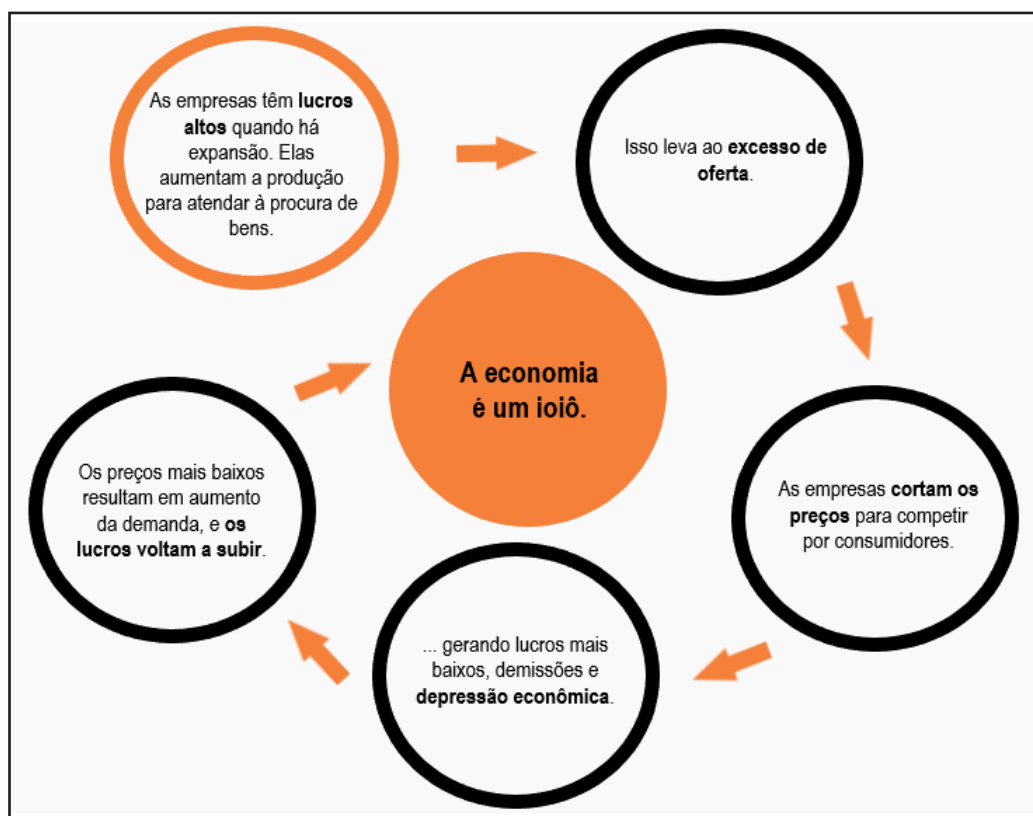 As empresas têm lucros
altos quando há
expansão. Elas
aumentam a produção
para atendar à procura de
bens.
Isso leva ao excesso de
oferta.
As empresas cortam os
preços para competir
por consumidores.
... gerando lucros mais
baixos, demissões e
depressão econômica.
Os preços mais baixos
resultam em aumento
da demanda, e os
lucros voltam a subir.
A economia
é um ioiô.